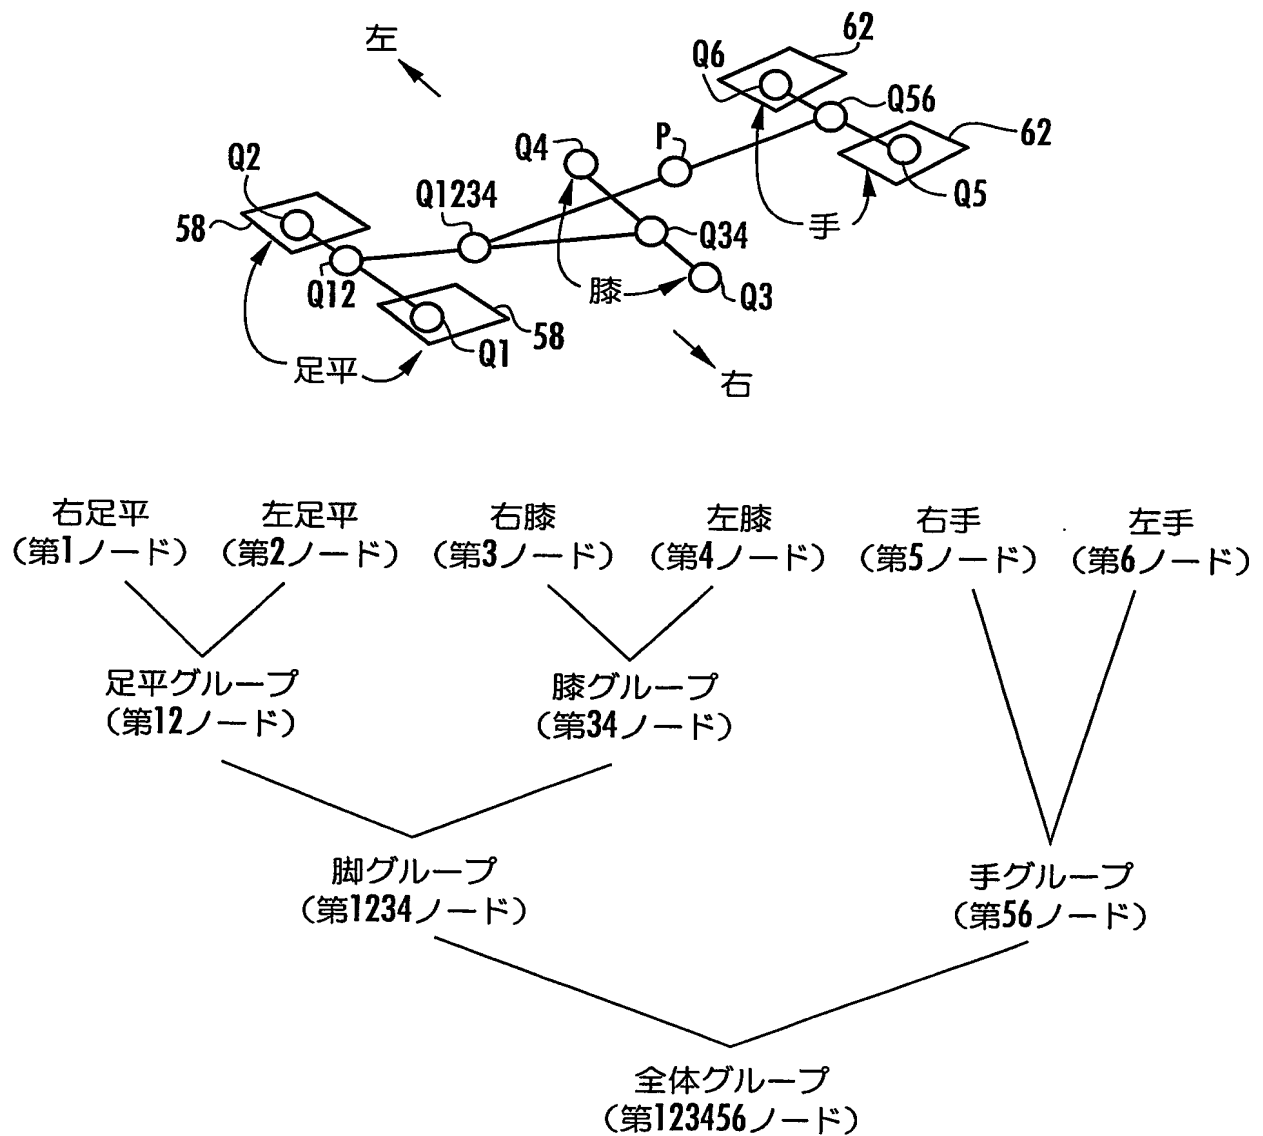 左
62
Q6
Q56
62
Q4
P
Q2
Q1234
Q5
58
手
Q34
Q12
膝
Q3
58
Q1
足平
右
右足平 左足平 右膝 左膝 右手 左手
（第1ノード） （第2ノード） （第3ノード） （第4ノード） （第5ノード） （第6ノード）
足平グループ 膝グループ
（第12ノード） （第34ノード）
脚グループ 手グループ
（第1234ノード） （第56ノード）
全体グループ
（第123456ノード）